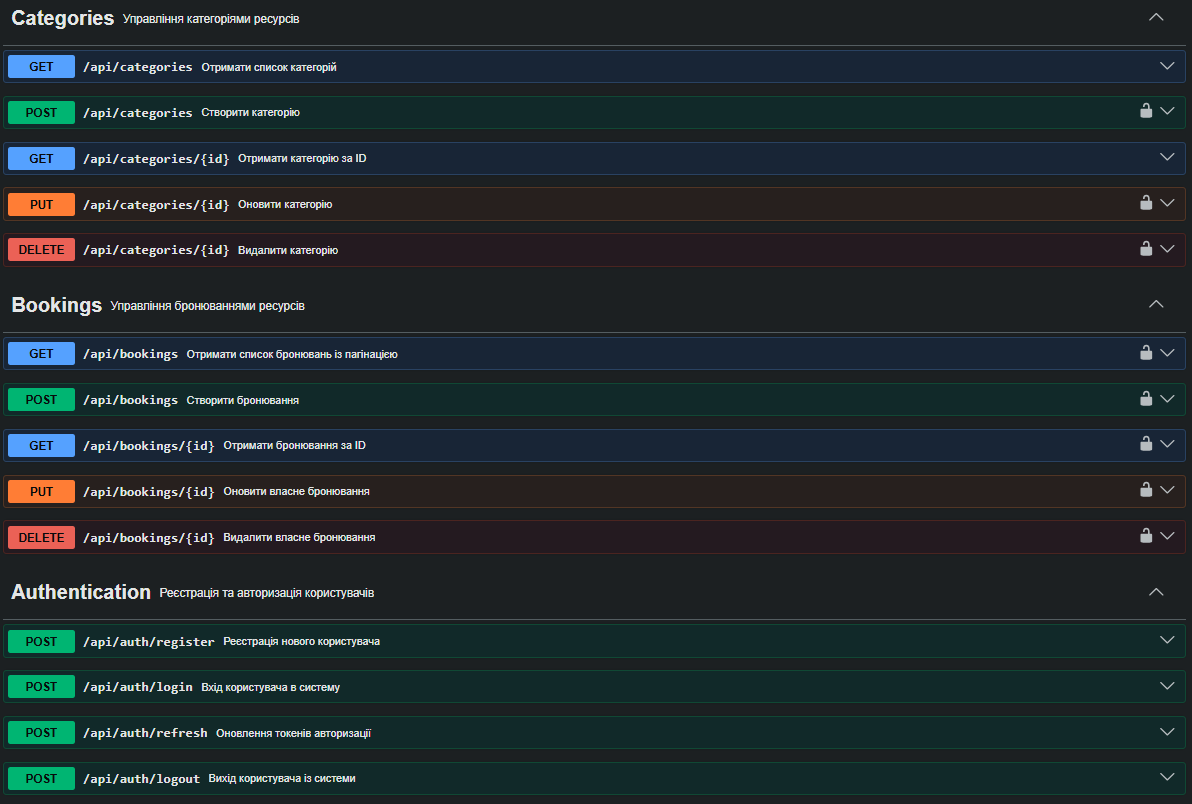 Categories Управління категоріями ресурсів
GET /api/categories Отримати список категорій
POST /api/categories Створити категорію
GET /api/categories/{id} Отримати категорію за ID
PUT /api/categories/{id} Оновити категорію
DELETE /api/categories/{id} Видалити категорію
Bookings Управління бронюваннями ресурсів
GET /api/bookings Отримати список бронювань із пагінацією
POST /api/bookings Створити бронювання
GET /api/bookings/{id} Отримати бронювання за ID
PUT /api/bookings/{id} Оновити власне бронювання
DELETE /api/bookings/{id} Видалити власне бронювання
Authentication Реєстрація та авторизація користувачів
POST /api/auth/register Реєстрація нового користувача
POST /api/auth/login Вхід користувача в систему
POST /api/auth/refresh Оновлення токенів авторизації
POST /api/auth/logout Вихід користувача із системи